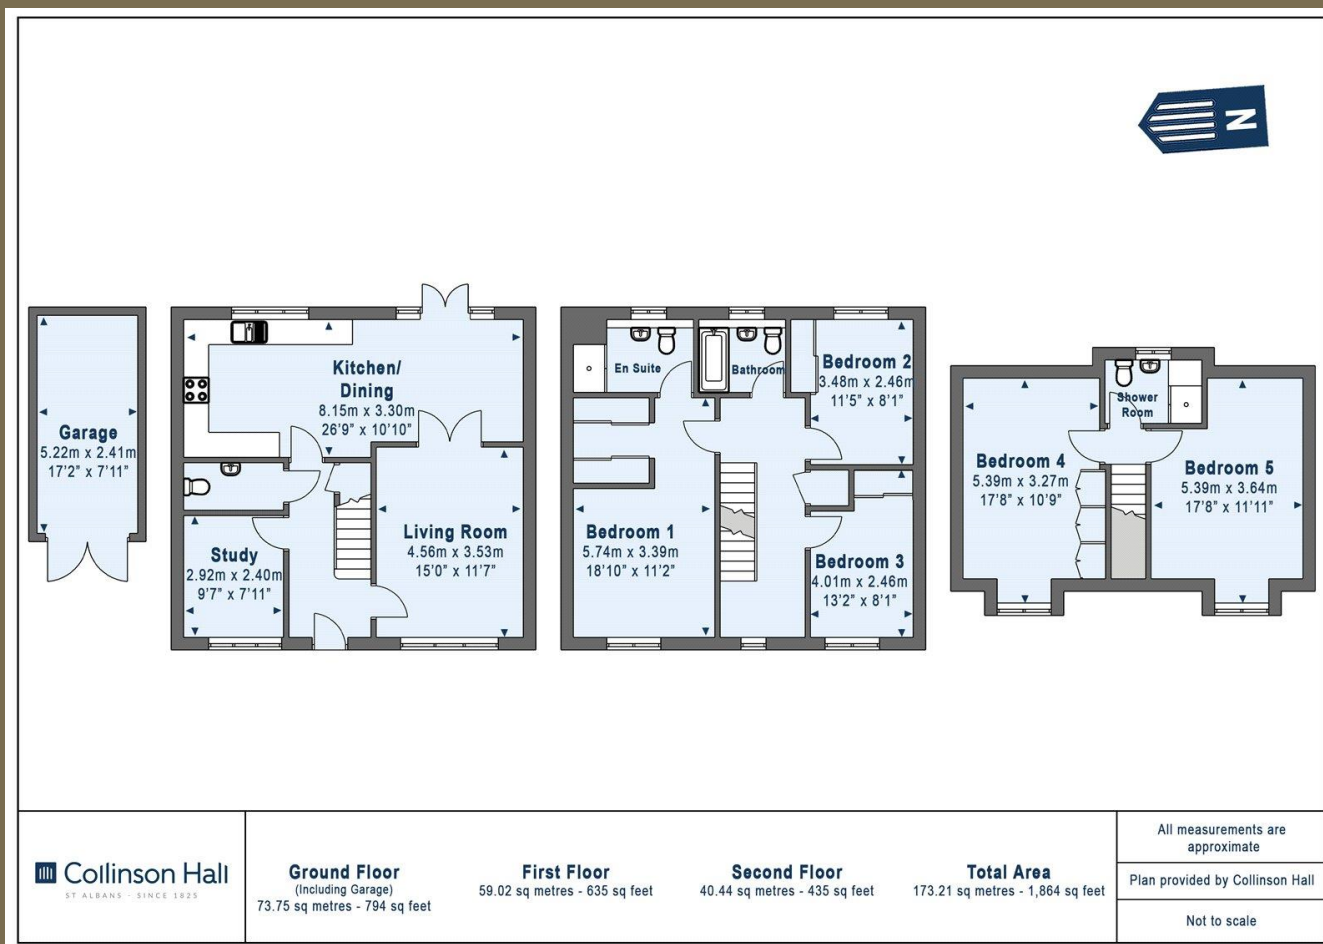 N
Garage
5.22m x 2.41m
17'2" x 7'11"
Kitchen/
Dining
8.15m x 3.30m
26'9" x 10'10"
Study
2.92m x 2.40m
9'7" x 7'11"
Living Room
4.56m x 3.53m
15'0" x 11'7"
En Suite
Bathroom
Bedroom 2
3.48m x 2.46m
11'5" x 8'1"
Bedroom 1
5.74m x 3.39m
18'10" x 11'2"
Bedroom 3
4.01m x 2.46m
13'2" x 8'1"
Shower
Room
Bedroom 4
5.39m x 3.27m
17'8" x 10'9"
Bedroom 5
5.39m x 3.64m
17'8" x 11'11"
Collinson Hall
ST ALBANS - SINCE 1825
Ground Floor
(Including Garage)
73.75 sq metres - 794 sq feet
First Floor
59.02 sq metres - 635 sq feet
Second Floor
40.44 sq metres - 435 sq feet
Total Area
173.21 sq metres - 1,864 sq feet
All measurements are
approximate
Plan provided by Collinson Hall
Not to scale